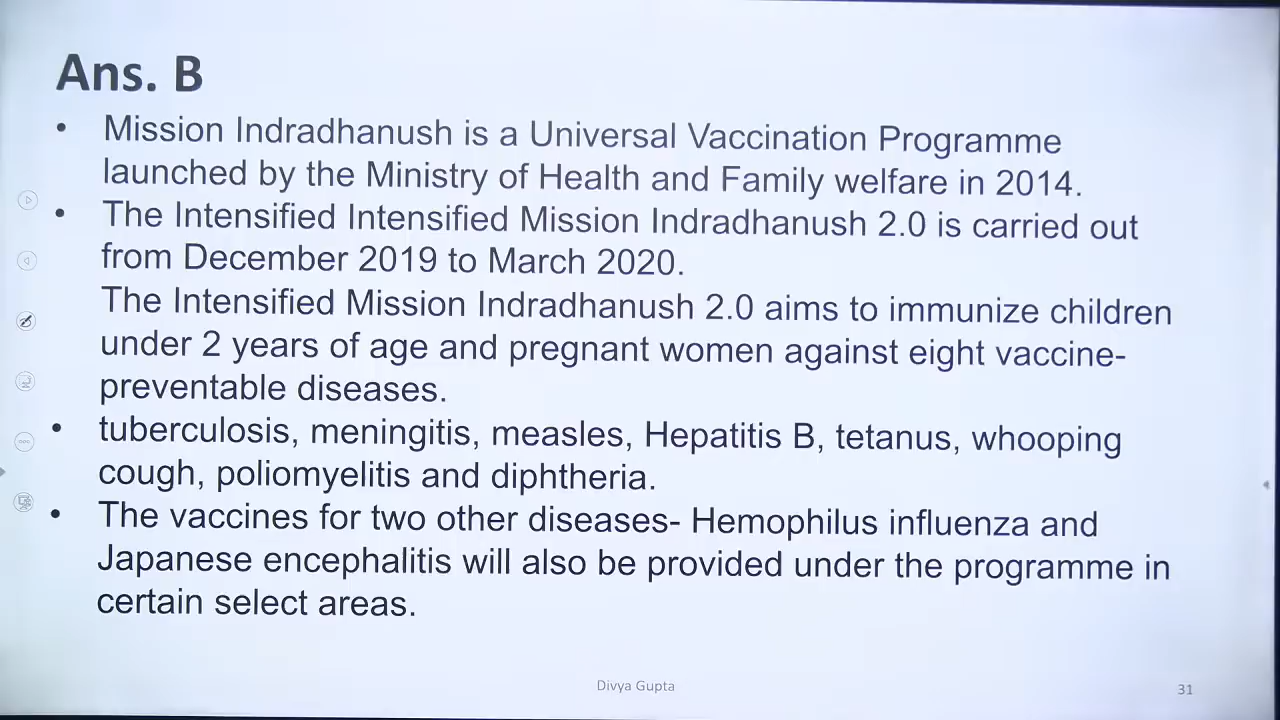 Ans. B
• Mission Indradhanush is a Universal Vaccination Programme
launched by the Ministry of Health and Family welfare in 2014.
• The Intensified Intensified Mission Indradhanush 2.0 is carried out
from December 2019 to March 2020.
The Intensified Mission Indradhanush 2.0 aims to immunize children
under 2 years of age and pregnant women against eight vaccine-
preventable diseases.
• tuberculosis, meningitis, measles, Hepatitis B, tetanus, whooping
cough, poliomyelitis and diphtheria.
• The vaccines for two other diseases- Hemophilus influenza and
Japanese encephalitis will also be provided under the programme in
certain select areas.
Divya Gupta
31